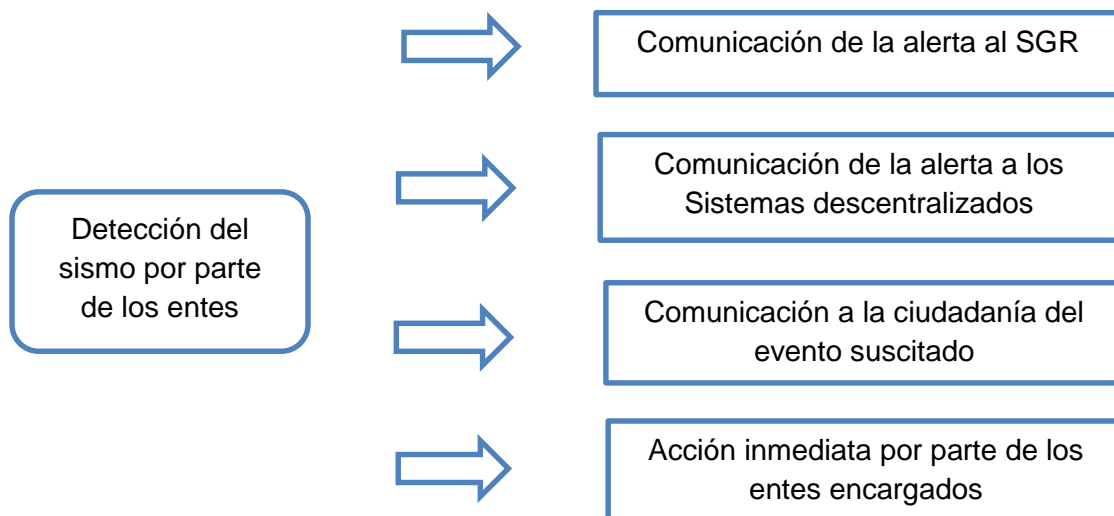 Detección del
sismo por parte
de los entes
Comunicación de la alerta al SGR
Comunicación de la alerta a los
Sistemas descentralizados
Comunicación a la ciudadanía del
evento suscitado
Acción inmediata por parte de los
entes encargados